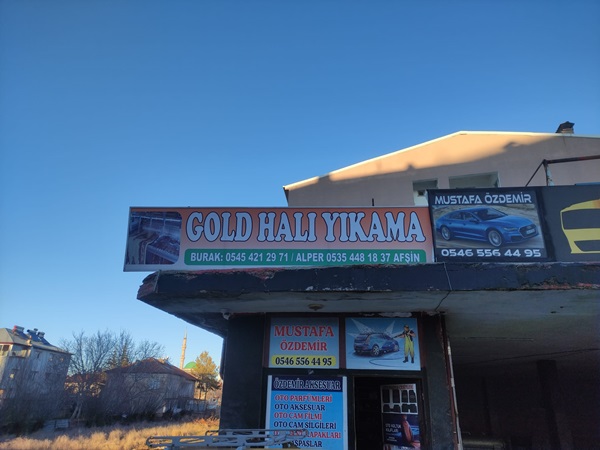 GOLD HALI YIKAMA
BURAK: 0545 421 29 71 / ALPER 0535 448 18 37 AFŞİN
MUSTAFA ÖZDEMİR
0546 556 44 95
MUSTAFA
ÖZDEMİR
0546 556 44 95
ÖZDEMİR AKSESUAR
OTO PARFÜMLERİ
OTO AKSESUAR
OTO CAM FİLMİ
OTO CAM SİLGİLERİ
KAPAKLARI
PASPASLAR